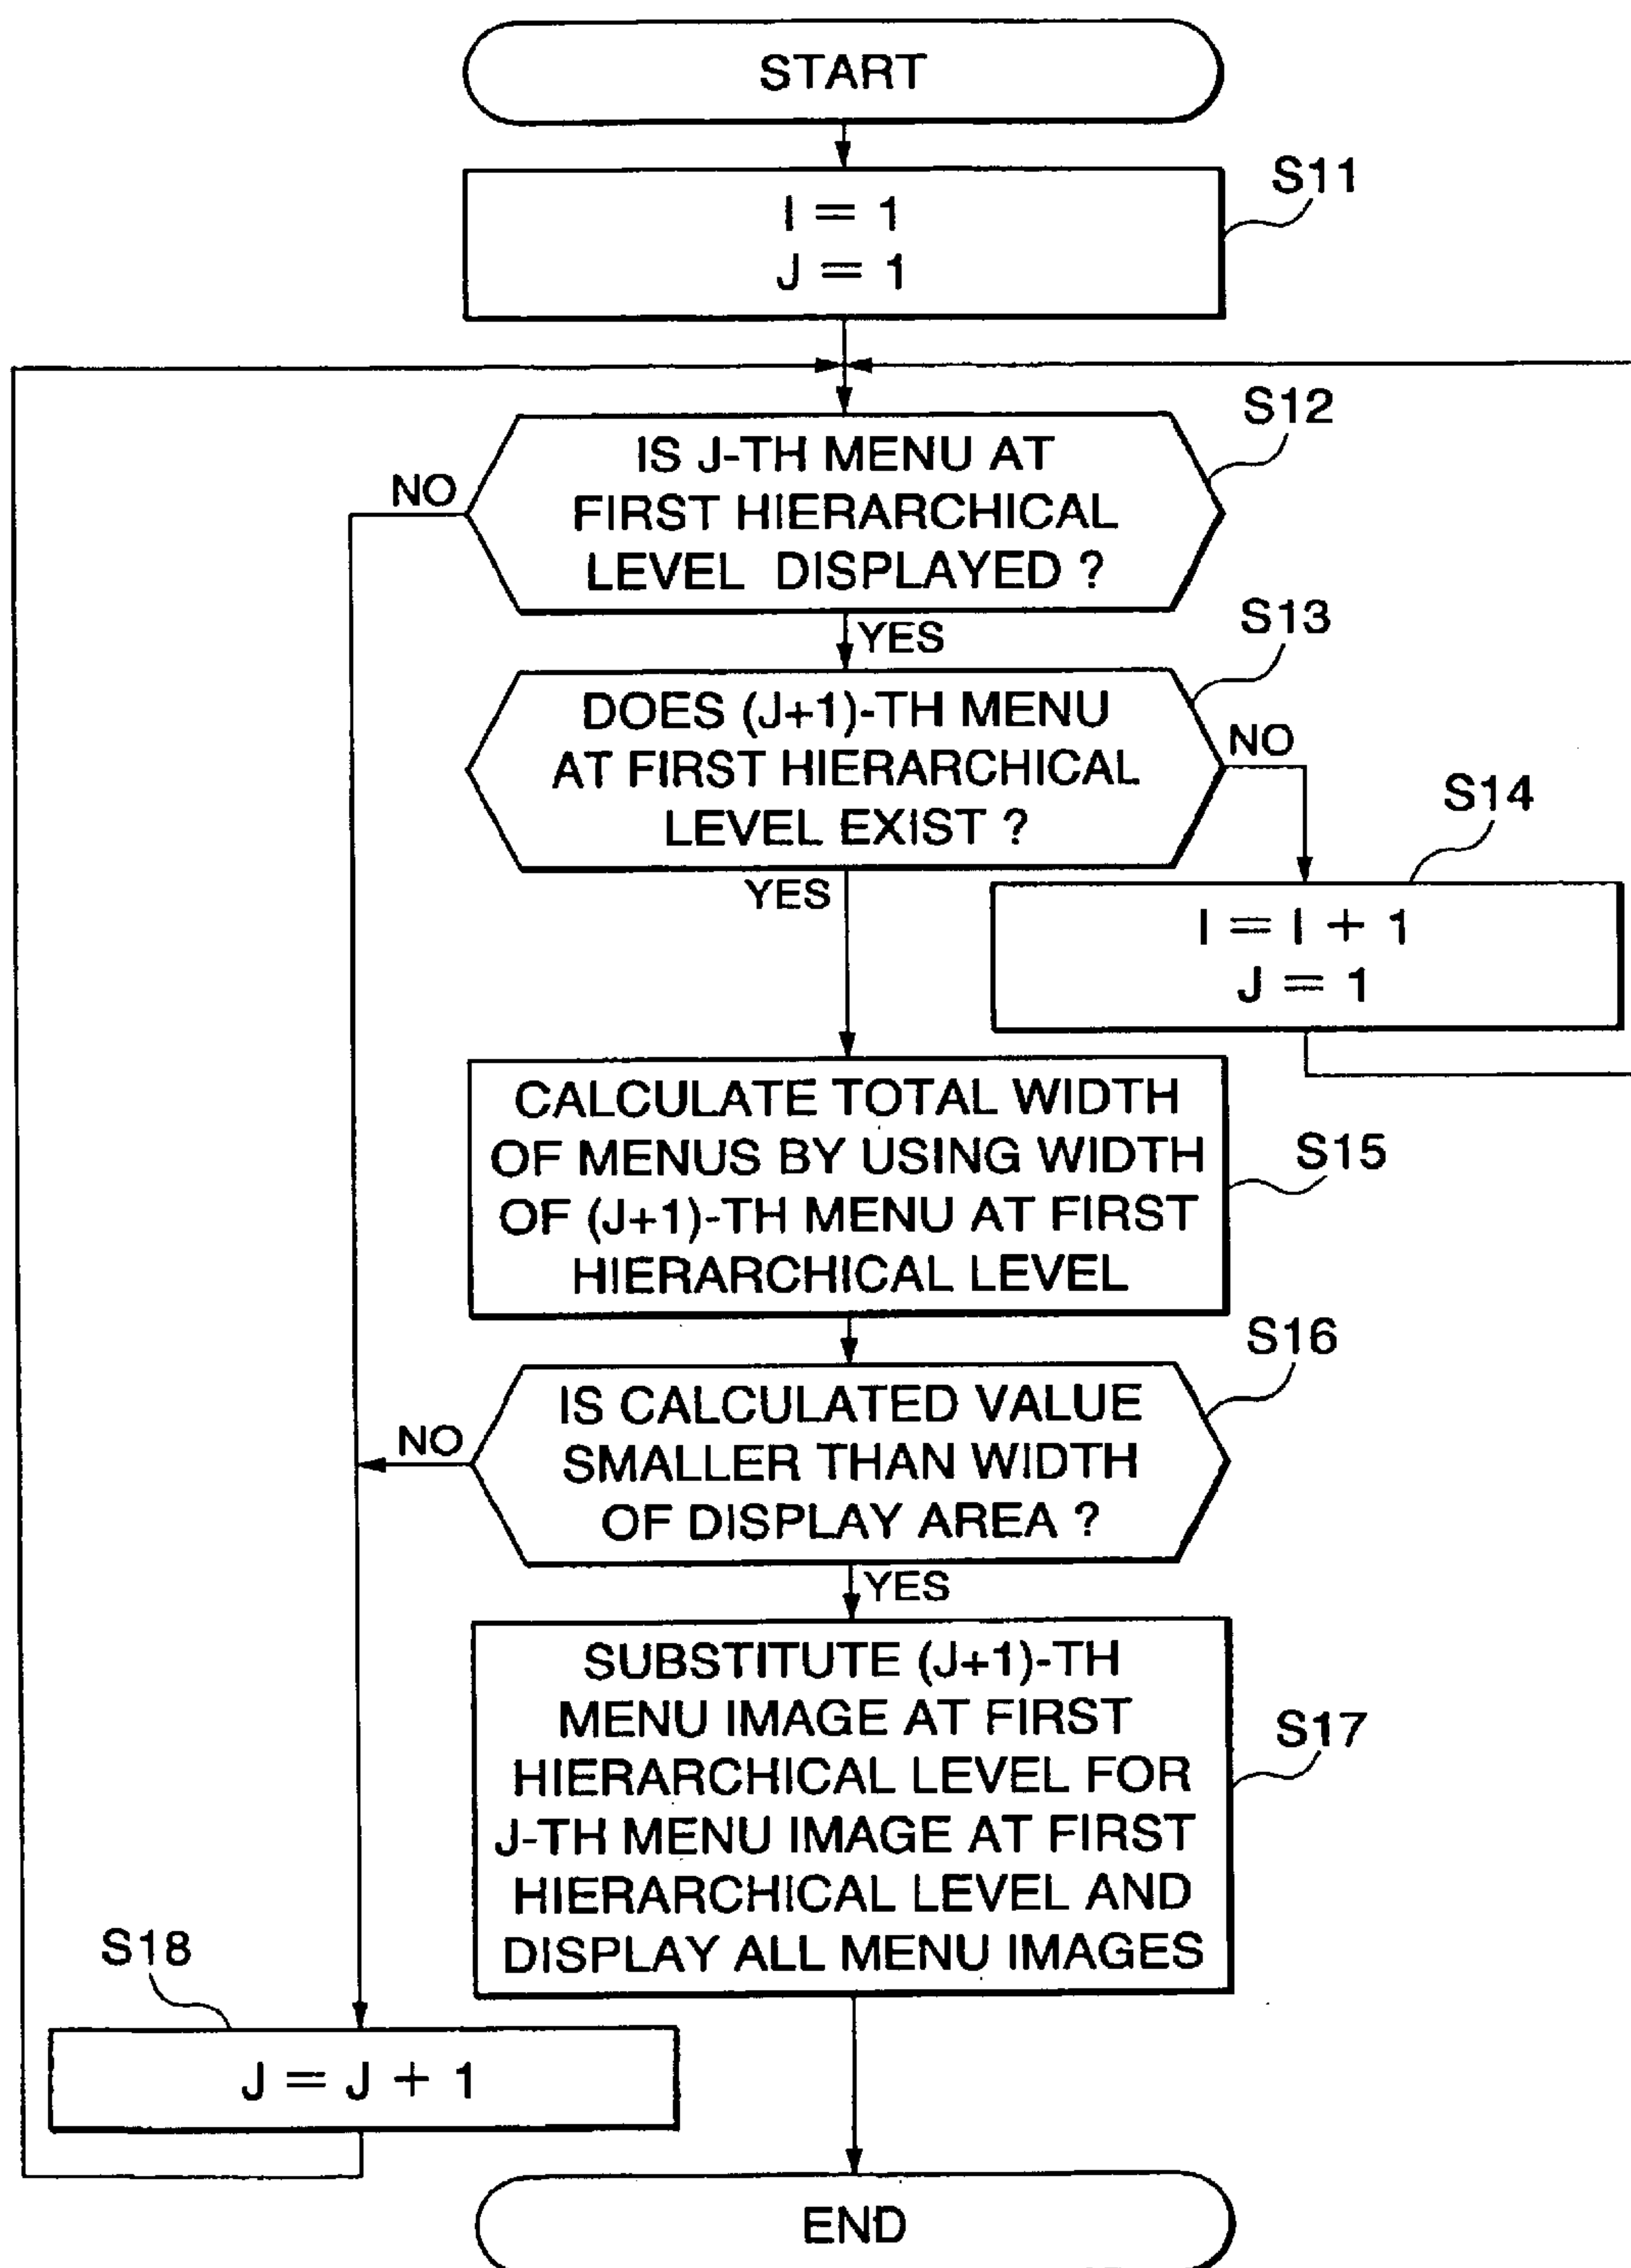 START
S11
I = 1
J = 1
S12
IS J-TH MENU AT
FIRST HIERARCHICAL
LEVEL DISPLAYED ?
NO
YES
S13
DOES (J+1)-TH MENU
AT FIRST HIERARCHICAL
LEVEL EXIST ?
NO
YES
S14
I = I + 1
J = 1
CALCULATE TOTAL WIDTH
OF MENUS BY USING WIDTH
OF (J+1)-TH MENU AT FIRST
HIERARCHICAL LEVEL
S15
S16
IS CALCULATED VALUE
SMALLER THAN WIDTH
OF DISPLAY AREA ?
NO
YES
SUBSTITUTE (J+1)-TH
MENU IMAGE AT FIRST
HIERARCHICAL LEVEL FOR
J-TH MENU IMAGE AT FIRST
HIERARCHICAL LEVEL AND
DISPLAY ALL MENU IMAGES
S17
S18
J = J + 1
END